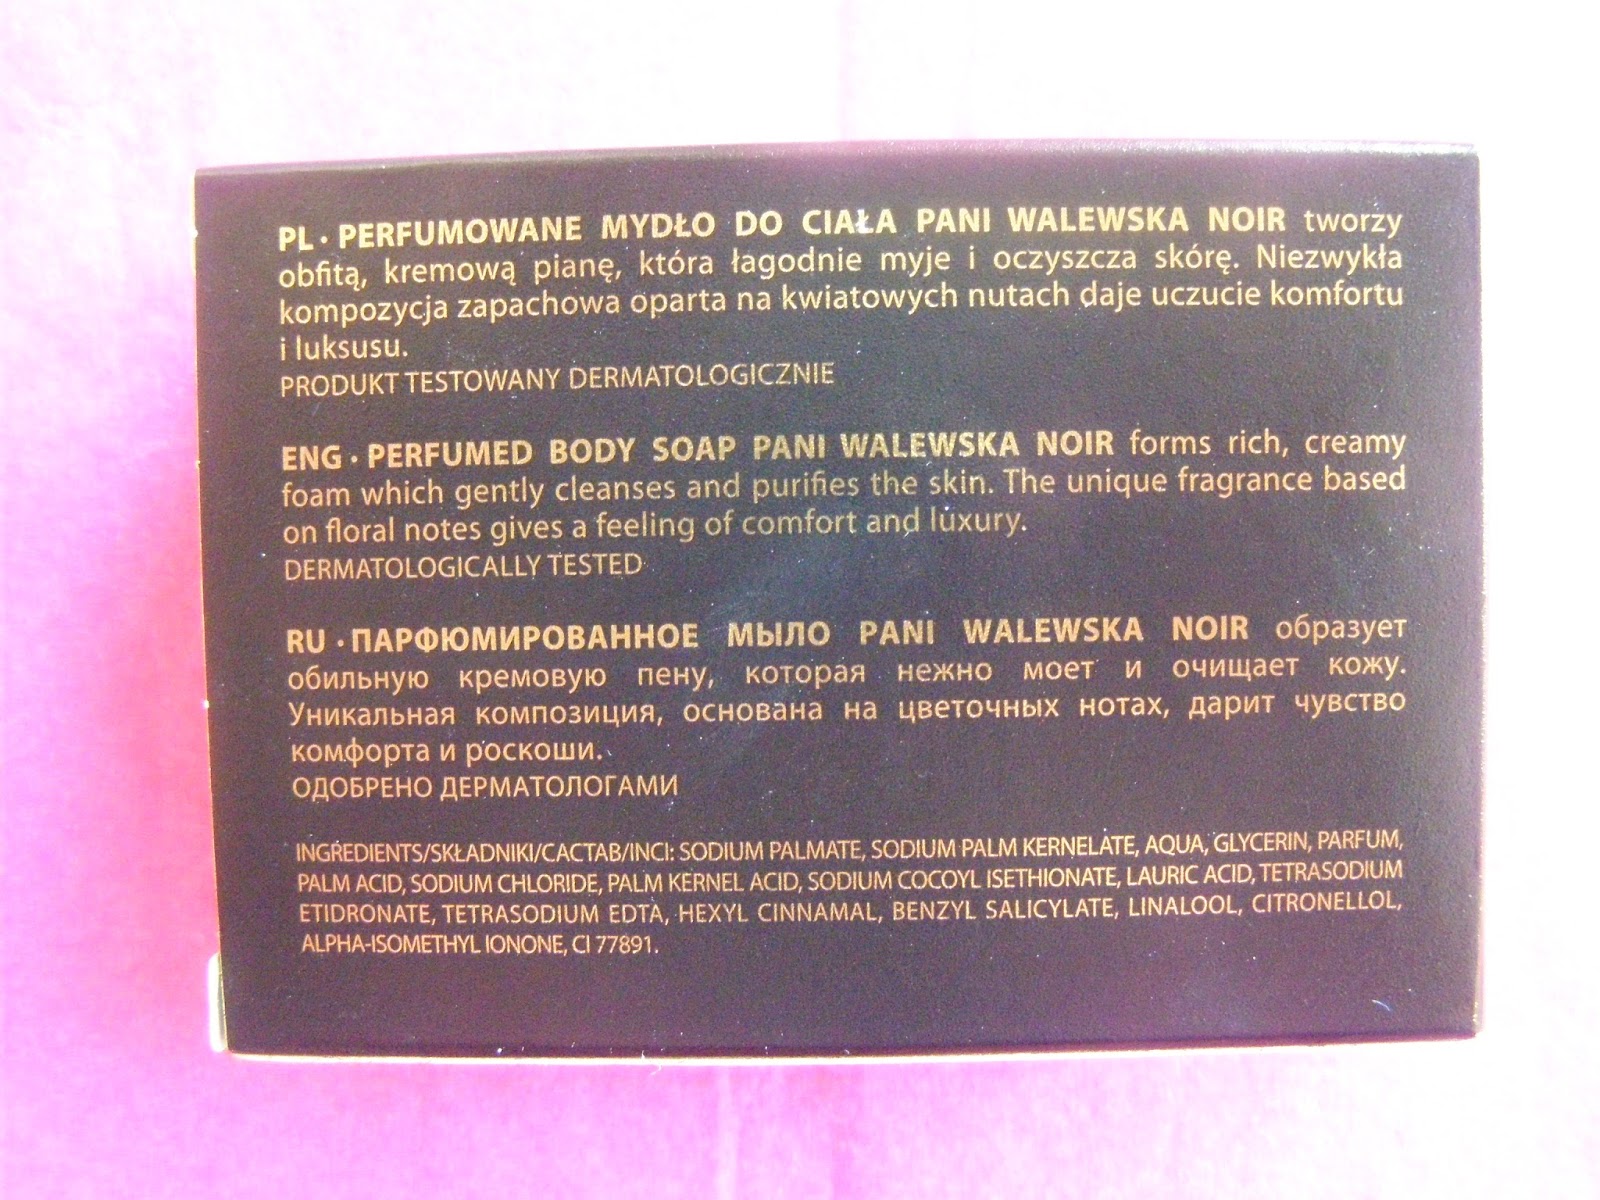 PL · PERFUMOWANE MYDŁO DO CIAŁA PANI WALEWSKA NOIR tworzy
obfitą, kremową pianę, która łagodnie myje i oczyszcza skórę. Niezwykła
kompozycja zapachowa oparta na kwiatowych nutach daje uczucie komfortu
i luksusu.
PRODUKT TESTOWANY DERMATOLOGICZNIE
ENG · PERFUMED BODY SOAP PANI WALEWSKA NOIR forms rich, creamy
foam which gently cleanses and purifies the skin. The unique fragrance based
on floral notes gives a feeling of comfort and luxury.
DERMATOLOGICALLY TESTED
RU · ПАРФЮМИРОВАННОЕ МЫЛО PANI WALEWSKA NOIR образует
обильную кремовую пену, которая нежно моет и очищает кожу.
Уникальная композиция, основана на цветочных нотах, дарит чувство
комфорта и роскоши.
ОДОБРЕНО ДЕРМАТОЛОГАМИ
INGREDIENTS/SKŁADNIKI/CACTAB/INCI: SODIUM PALMATE, SODIUM PALM KERNELATE, AQUA, GLYCERIN, PARFUM,
PALM ACID, SODIUM CHLORIDE, PALM KERNEL ACID, SODIUM COCOYL ISETHIONATE, LAURIC ACID, TETRASODIUM
ETIDRONATE, TETRASODIUM EDTA, HEXYL CINNAMAL, BENZYL SALICYLATE, LINALOOL, CITRONELLOL,
ALPHA-ISOMETHYL IONONE, CI 77891.